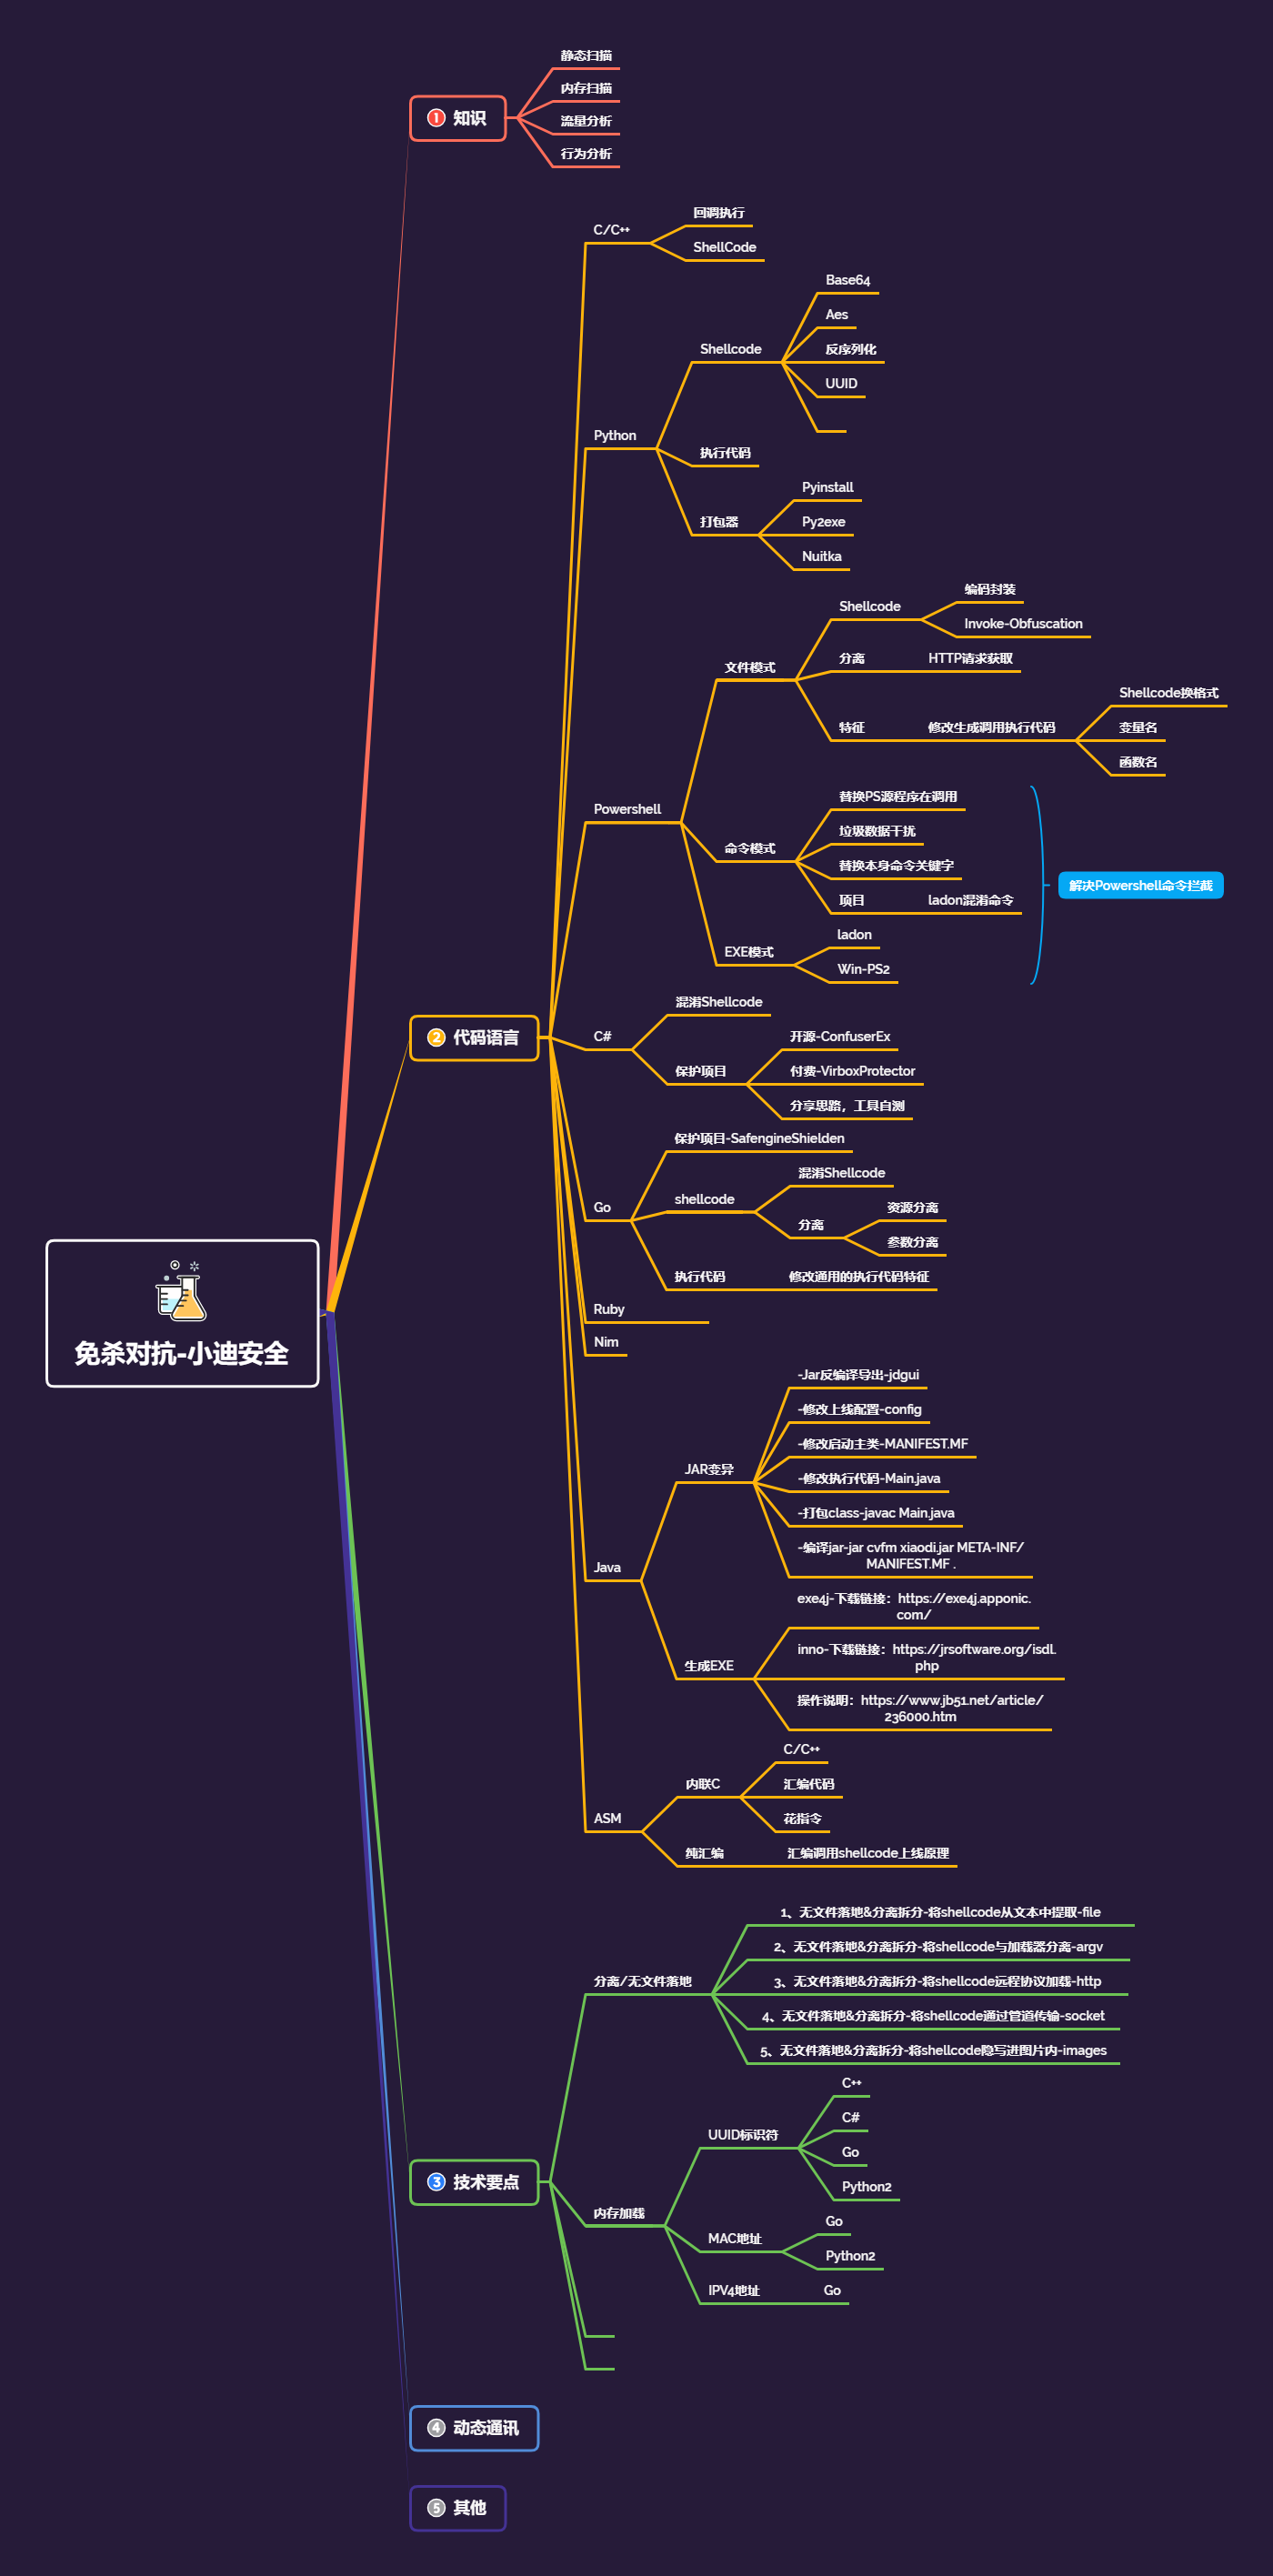 静态扫描
内存扫描
① 知识
流量分析
行为分析
回调执行
C/C++
ShellCode
Base64
Aes
Shellcode
反序列化
UUID
Python
执行代码
Pyinstall
打包器
Py2exe
Nuitka
编码封装
Shellcode
Invoke-Obfuscation
文件模式
分离
HTTP请求获取
Shellcode换格式
特征
修改生成调用执行代码
变量名
函数名
Powershell
替换PS源程序在调用
垃圾数据干扰
命令模式
替换本身命令关键字
解决Powershell命令拦截
项目
ladon混淆命令
ladon
EXE模式
Win-PS2
混淆Shellcode
② 代码语言
C#
开源-ConfuserEx
保护项目
付费-VirboxProtector
分享思路，工具自测
保护项目-SafengineShielden
混淆Shellcode
shellcode
Go
资源分离
分离
参数分离
执行代码
修改通用的执行代码特征
Ruby
Nim
免杀对抗-小迪安全
-Jar反编译导出-jdgui
-修改上线配置-config
-修改启动主类-MANIFEST.MF
JAR变异
-修改执行代码-Main.java
-打包class-javac Main.java
-编译jar-jar cvfm xiaodi.jar META-INF/
MANIFEST.MF .
Java
exe4j-下载链接：https://exe4j.apponic.
com/
inno-下载链接：https://jrsoftware.org/isdl.
php
生成EXE
操作说明：https://www.jb51.net/article/
236000.htm
C/C++
内联C
汇编代码
花指令
ASM
纯汇编
汇编调用shellcode上线原理
1、无文件落地&分离拆分-将shellcode从文本中提取-file
2、无文件落地&分离拆分-将shellcode与加载器分离-argv
分离/无文件落地
3、无文件落地&分离拆分-将shellcode远程协议加载-http
4、无文件落地&分离拆分-将shellcode通过管道传输-socket
5、无文件落地&分离拆分-将shellcode隐写进图片内-images
C++
C#
UUID标识符
Go
Python2
③ 技术要点
内存加载
Go
MAC地址
Python2
IPV4地址
Go
④ 动态通讯
⑤ 其他